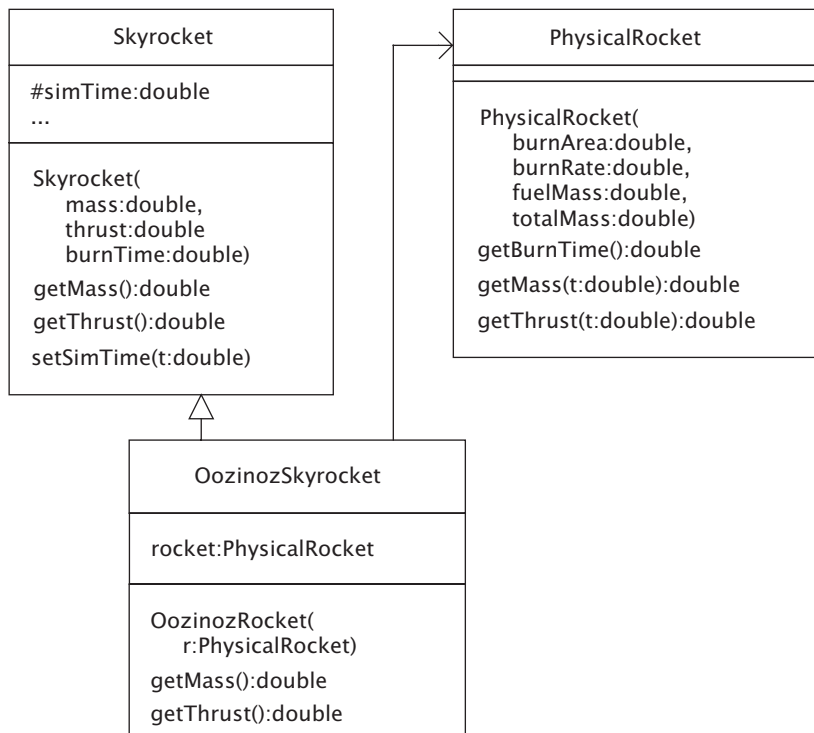 Skyrocket
#simTime:double
...
Skyrocket(
mass:double,
thrust:double
burnTime:double)
getMass():double
getThrust():double
setSimTime(t:double)
PhysicalRocket
PhysicalRocket(
burnArea:double,
burnRate:double,
fuelMass:double,
totalMass:double)
getBurnTime():double
getMass(t:double):double
getThrust(t:double):double
OozinozSkyrocket
rocket:PhysicalRocket
OozinozRocket(
r:PhysicalRocket)
getMass():double
getThrust():double